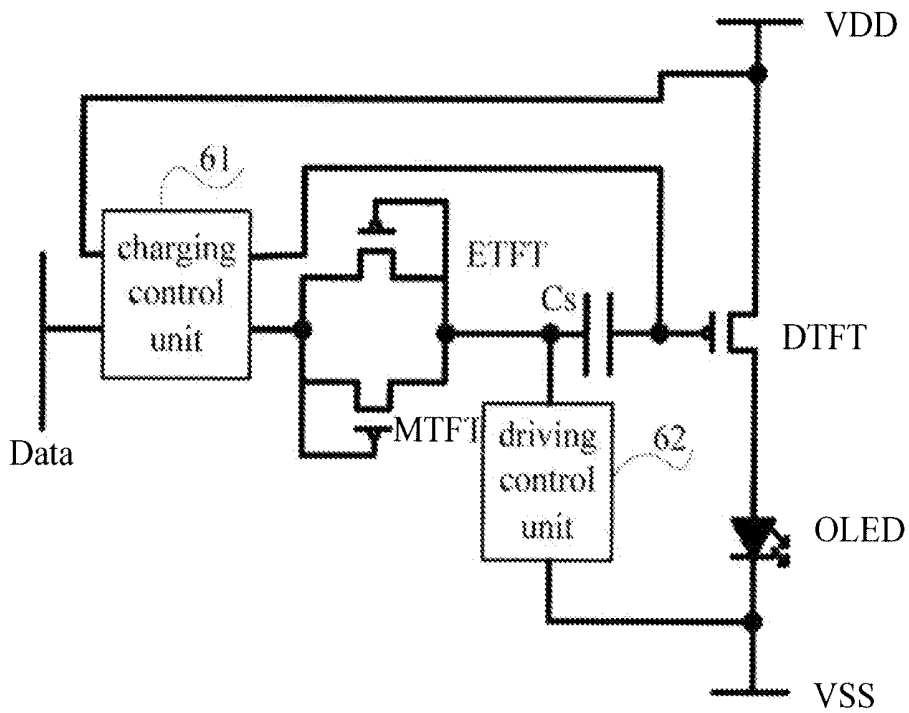 VDD
61
charging
control
unit
ETFT
Cs
DTFT
Data
MTFT
driving
control
unit
62
OLED
VSS